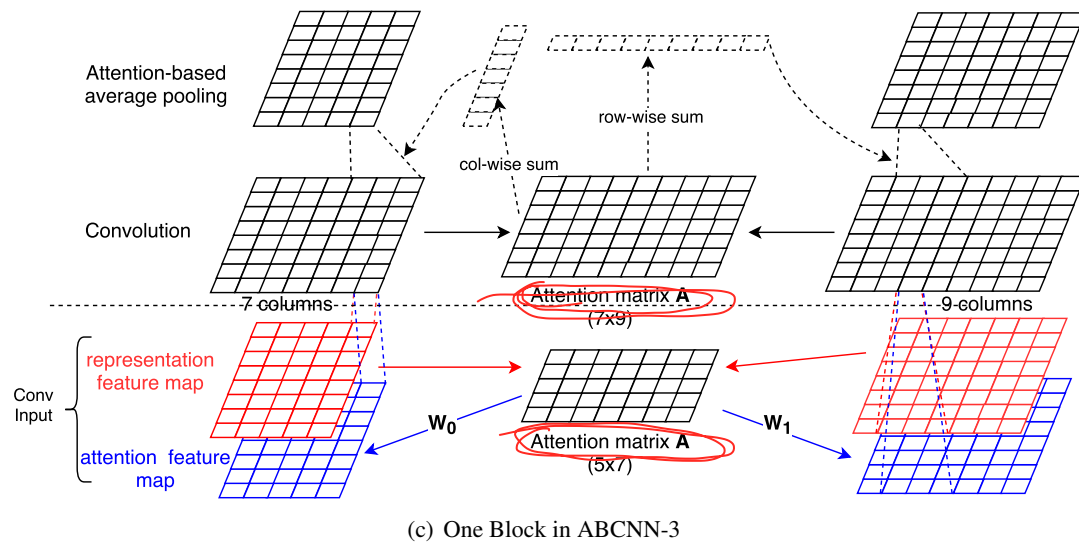 Attention-based
average pooling
row-wise sum
col-wise sum
Convolution
7 columns
Attention matrix A
(7x9)
9 columns
Conv
Input
representation
feature map
W0
W1
Attention matrix A
(5x7)
attention feature
map
(c) One Block in ABCNN-3